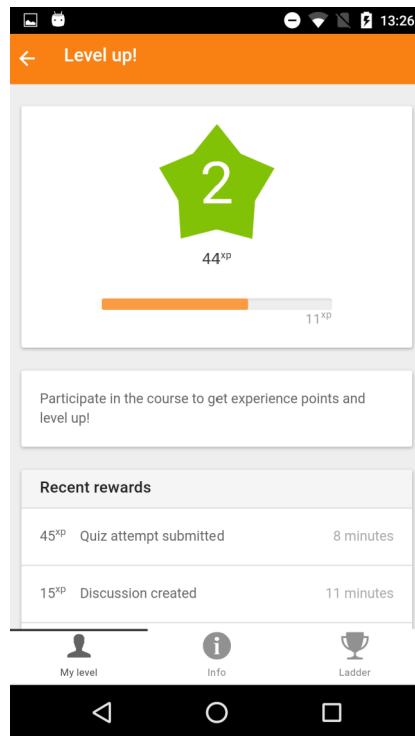 13:26
Level up!
2
44xp
11xp
Participate in the course to get experience points and
level up!
Recent rewards
45xp Quiz attempt submitted 8 minutes
15xp Discussion created 11 minutes
My level Info Ladder